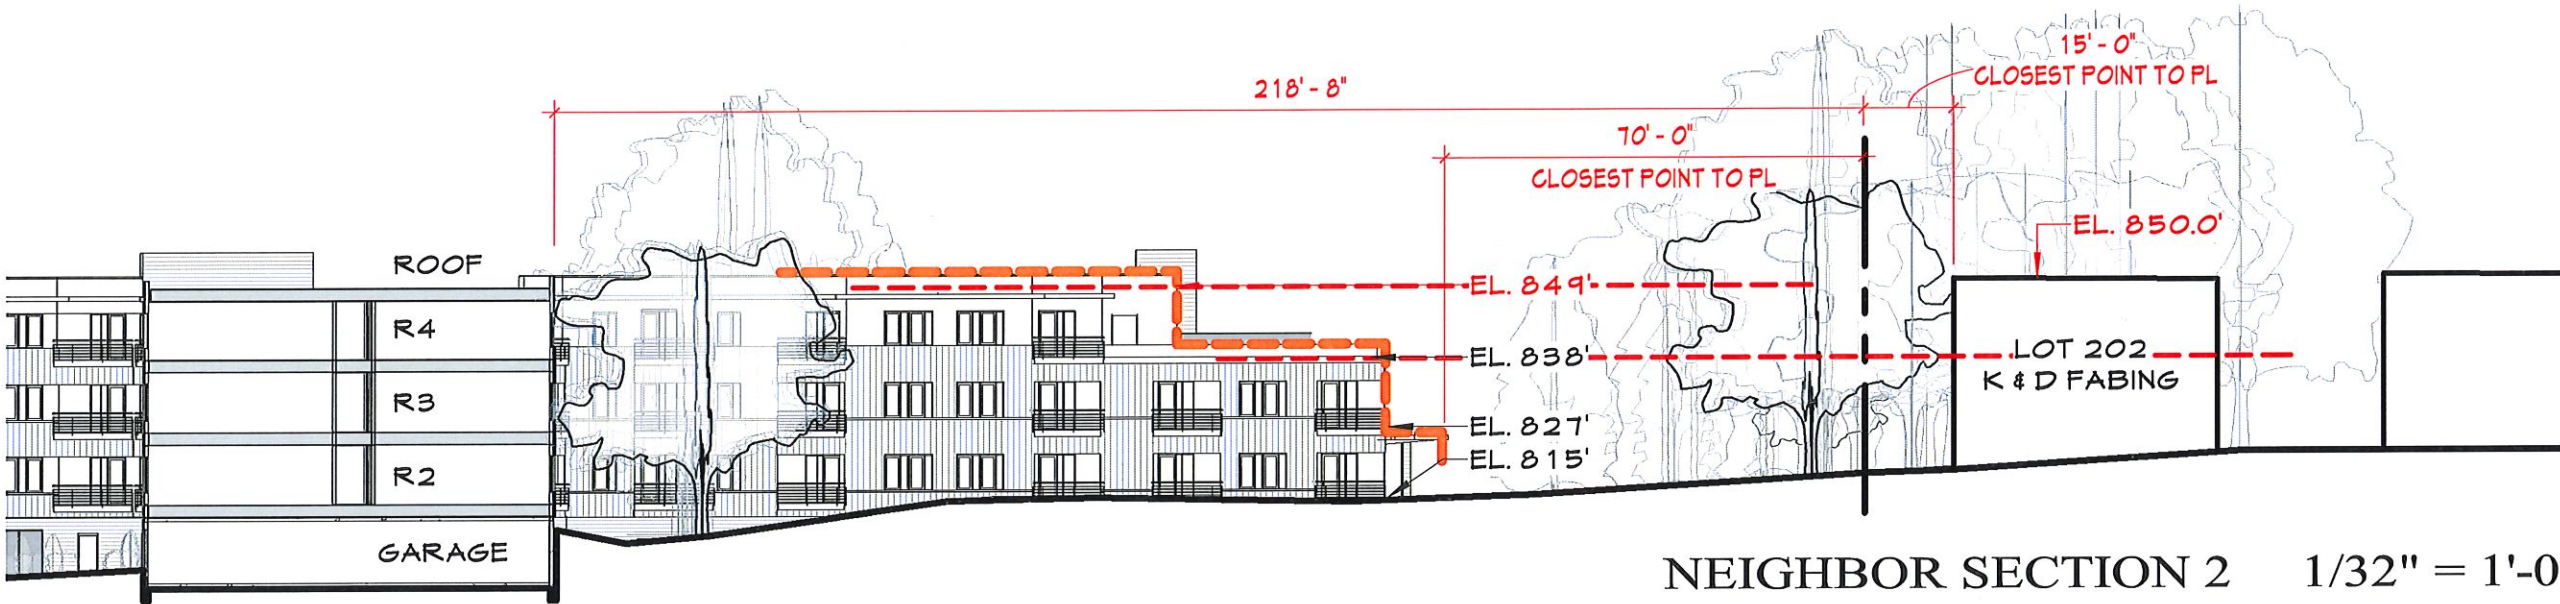 15'-0"
CLOSEST POINT TO PL
218'-8"
70'-0"
CLOSEST POINT TO PL
EL. 850.0'
ROOF
EL. 849'
R4
EL. 838'
LOT 202
K & D FABING
R3
EL. 827'
EL. 815'
R2
GARAGE
NEIGHBOR SECTION 2 1/32" = 1'-0